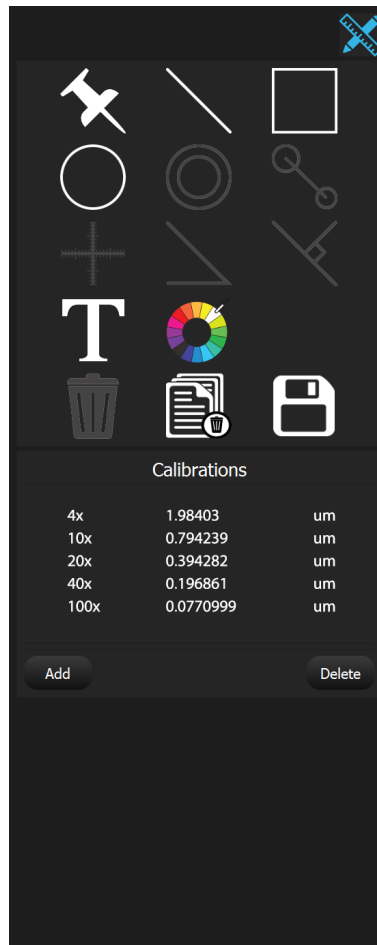 T
Calibrations
4x 1.98403 um
10x 0.794239 um
20x 0.394282 um
40x 0.196861 um
100x 0.0770999 um
Add Delete